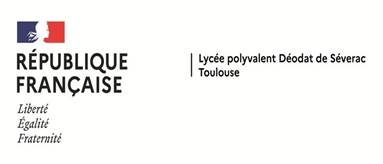 RÉPUBLIQUE
FRANÇAISE
Liberté
Égalité
Fraternité
Lycée polyvalent Déodat de Séverac
Toulouse